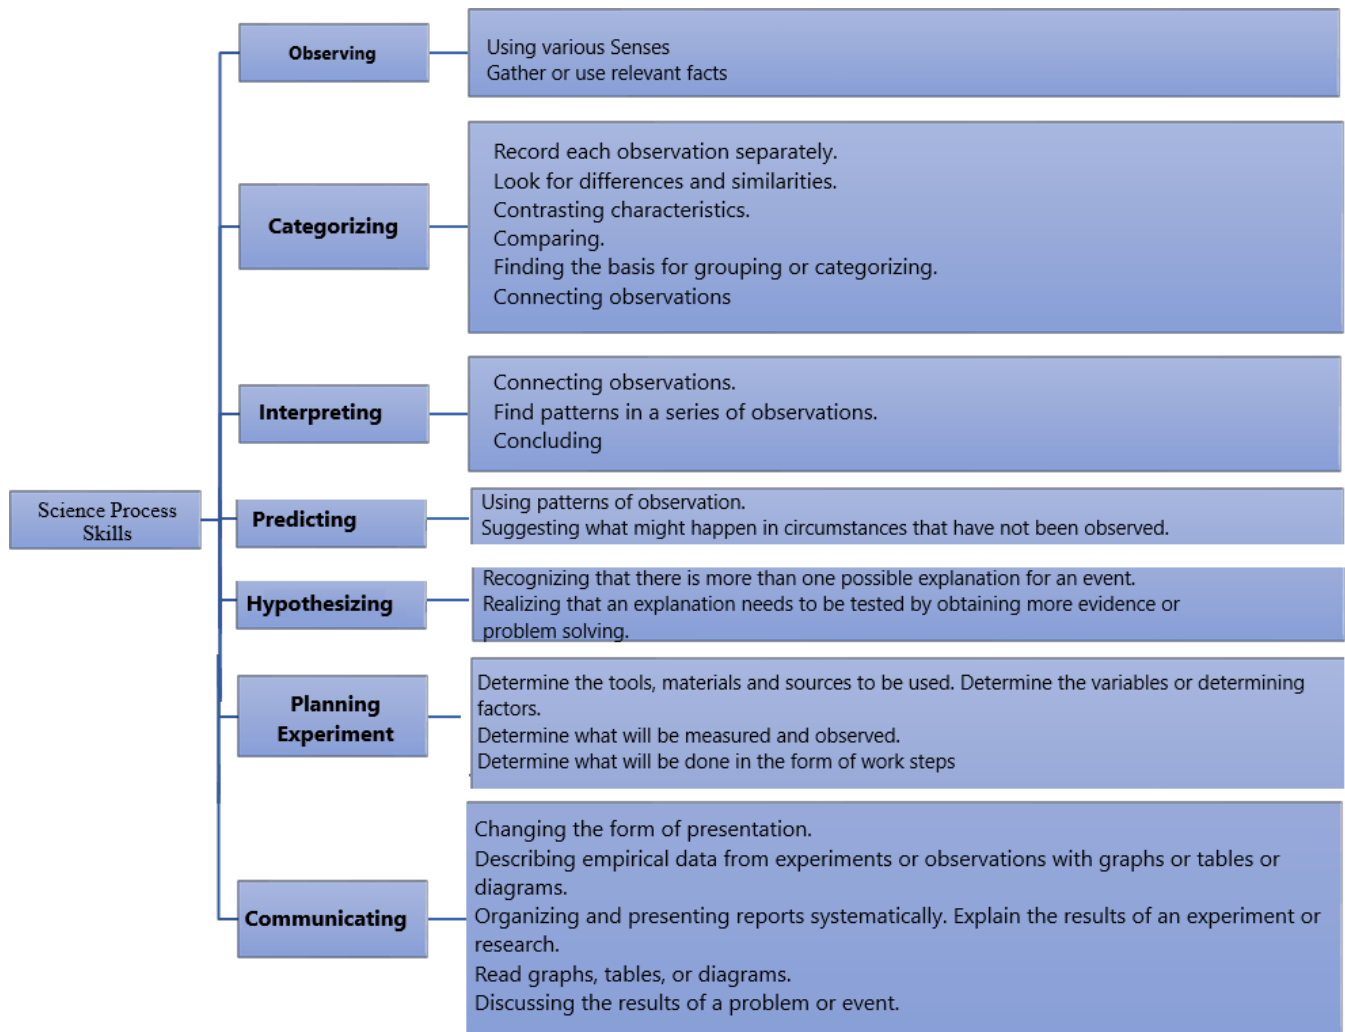 Observing
Using various Senses
Gather or use relevant facts
Categorizing
Record each observation separately.
Look for differences and similarities.
Contrasting characteristics.
Comparing.
Finding the basis for grouping or categorizing.
Connecting observations
Interpreting
Connecting observations.
Find patterns in a series of observations.
Concluding
Science Process
Skills
Predicting
Using patterns of observation.
Suggesting what might happen in circumstances that have not been observed.
Hypothesizing
Recognizing that there is more than one possible explanation for an event.
Realizing that an explanation needs to be tested by obtaining more evidence or
problem solving.
Planning
Experiment
Determine the tools, materials and sources to be used. Determine the variables or determining
factors.
Determine what will be measured and observed.
Determine what will be done in the form of work steps
Communicating
Changing the form of presentation.
Describing empirical data from experiments or observations with graphs or tables or
diagrams.
Organizing and presenting reports systematically. Explain the results of an experiment or
research.
Read graphs, tables, or diagrams.
Discussing the results of a problem or event.